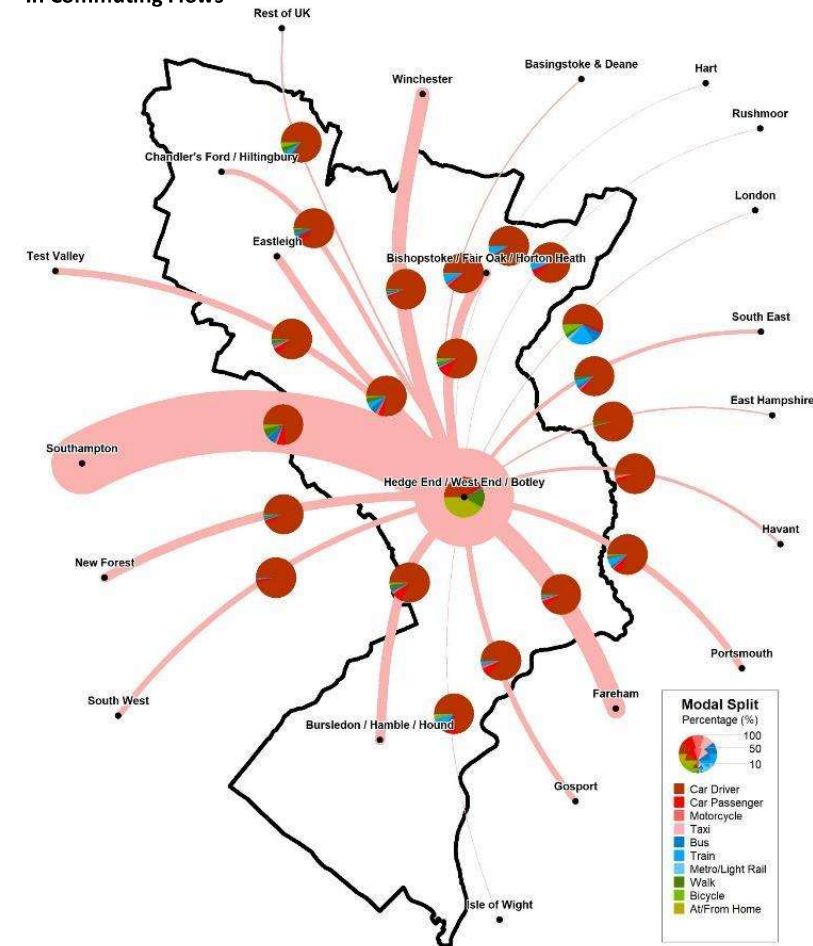 in Commuting Flows
Rest of UK
Winchester
Basingstoke & Deane
Hart
Rushmoor
Chandler's Ford / Hiltingbury
London
Eastleigh
Bishopstoke / Fair Oak / Horton Heath
Test Valley
South East
East Hampshire
Southampton
Hedge End / West End / Botley
Havant
New Forest
Portsmouth
South West
Fareham
Bursledon / Hamble / Hound
Gosport
Isle of Wight
Modal Split
Percentage (%)
100
50
10
Car Driver
Car Passenger
Motorcycle
Taxi
Bus
Train
Metro/Light Rail
Walk
Bicycle
At/From Home